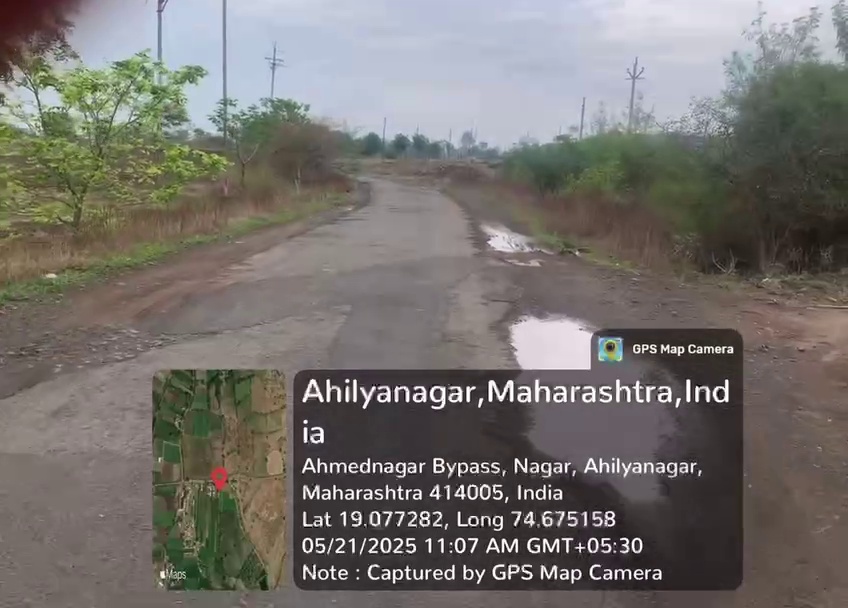 GPS Map Camera
Ahilyanagar,Maharashtra,Ind
ia
Ahmednagar Bypass, Nagar, Ahilyanagar,
Maharashtra 414005, India
Lat 19.077282, Long 74.675158
05/21/2025 11:07 AM GMT+05:30
Note : Captured by GPS Map Camera
Maps